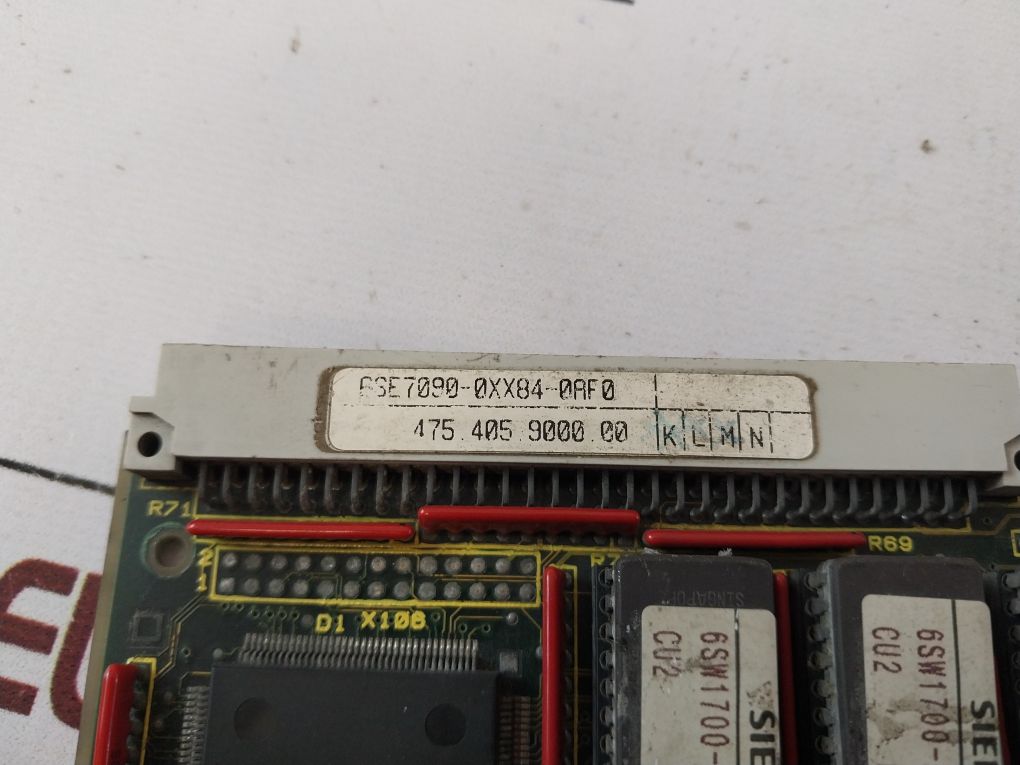 6SE7090-0XX84-0AF0
475 405 9000.00 K L M N
R71
R69
2
1
D1 X108
SINGAPOR
6SW1700-
CU2
SIE
6SW1700-
CU2
SIE